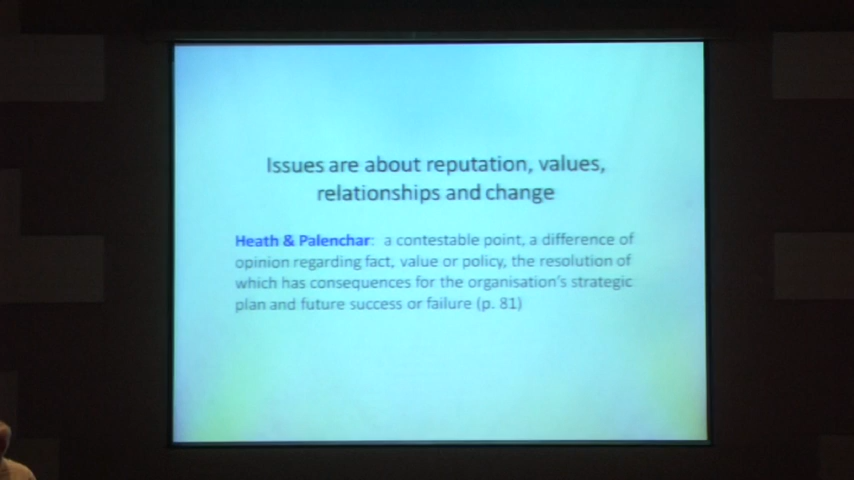 Issues are about reputation, values,
relationships and change
Heath & Palenchar: a contestable point, a difference of
opinion regarding fact, value or policy, the resolution of
which has consequences for the organisation's strategic
plan and future success or failure (p. 81)